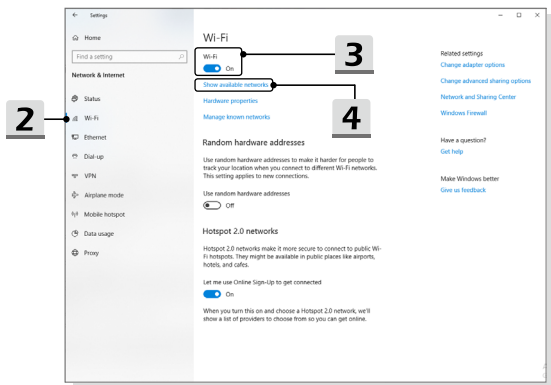 Settings
Home
Find a setting
Network & Internet
Status
Wi-Fi
Ethernet
Dial-up
VPN
Airplane mode
Mobile hotspot
Data usage
Proxy
2
Wi-Fi
Wi-Fi
On
Show available networks
Hardware properties
Manage known networks
3
4
Random hardware addresses
Use random hardware addresses to make it harder for people to
track your location when you connect to different Wi-Fi networks.
This setting applies to new connections.
Use random hardware addresses
Off
Hotspot 2.0 networks
Hotspot 2.0 networks make it more secure to connect to public Wi-
Fi hotspots. They might be available in public places like airports,
hotels, and cafes.
Let me use Online Sign-Up to get connected
On
When you turn this on and choose a Hotspot 2.0 network, we'll
show a list of providers to choose from so you can get online.
Related settings
Change adapter options
Change advanced sharing options
Network and Sharing Center
Windows Firewall
Have a question?
Get help
Make Windows better
Give us feedback